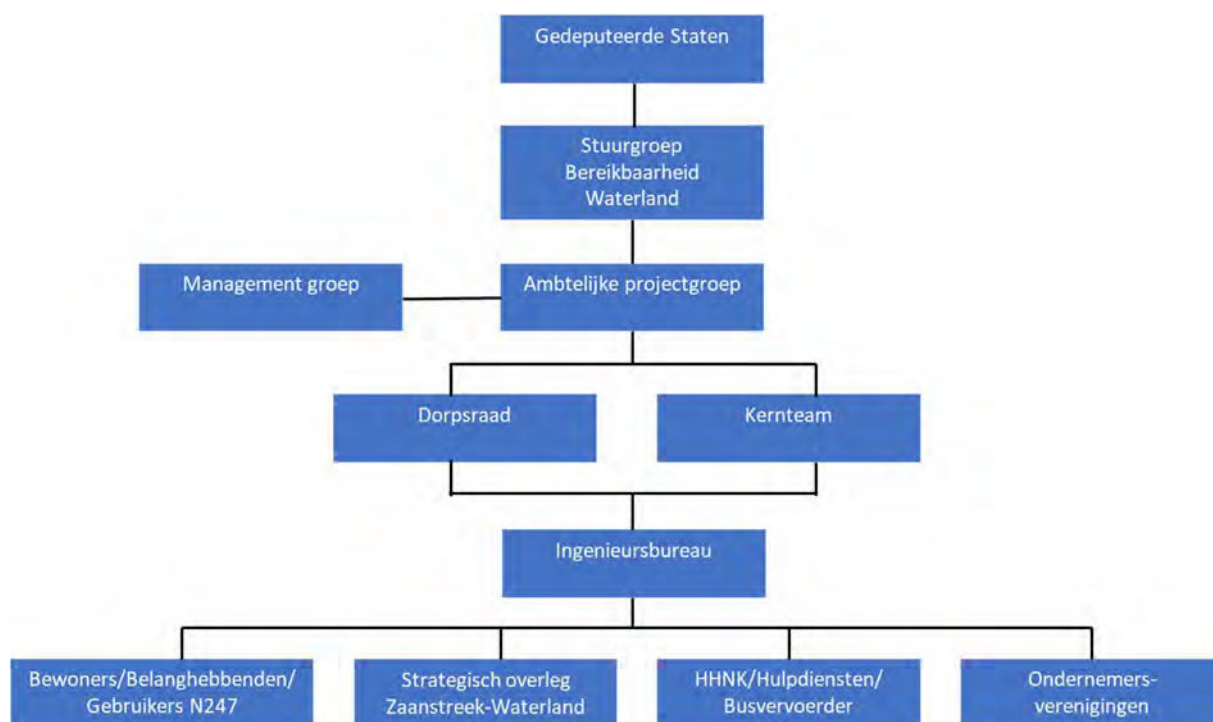 Gedeputeerde Staten
Stuurgroep
Bereikbaarheid
Waterland
Management groep
Ambtelijke projectgroep
Dorpsraad
Kernteam
Ingenieursbureau
Bewoners/Belanghebbenden/
Gebruikers N247
Strategisch overleg
Zaanstreek-Waterland
HHNK/Hulpdiensten/
Busvervoerder
Ondernemers-
verenigingen